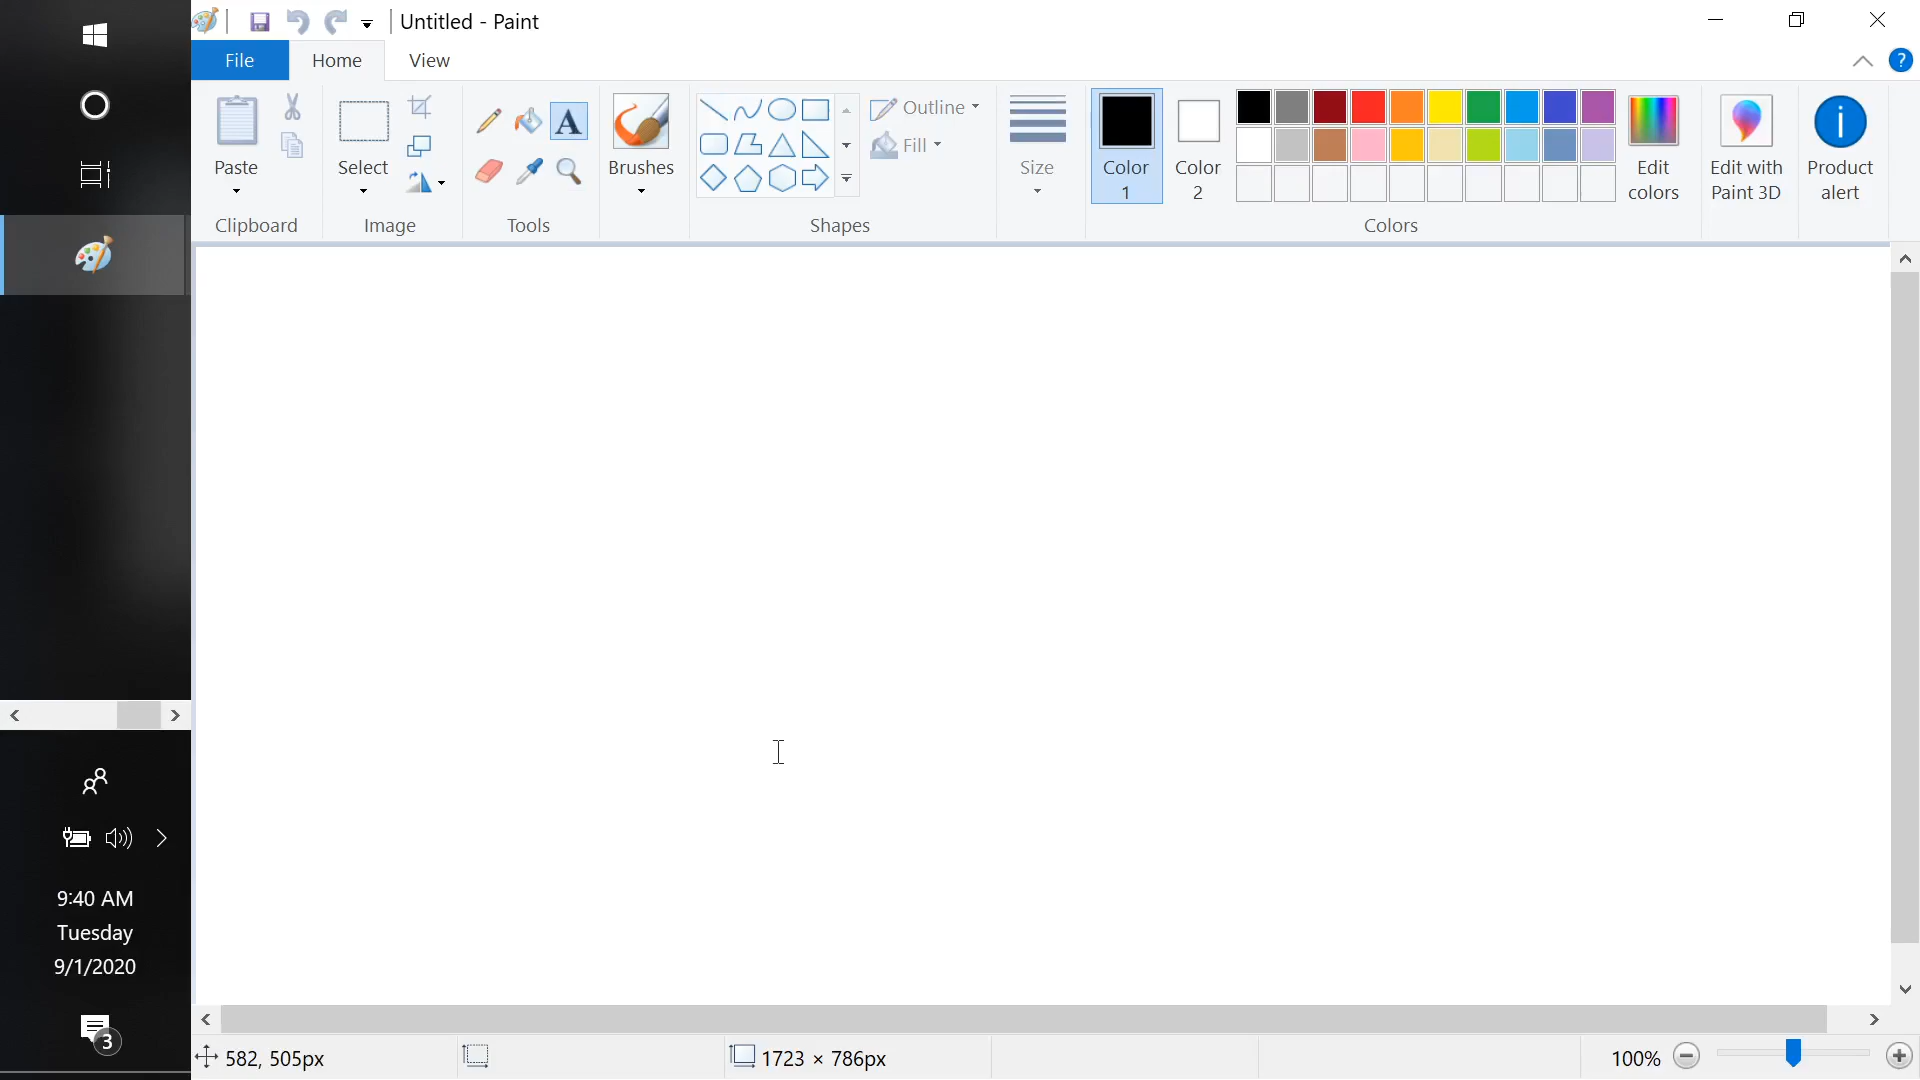 Untitled - Paint
File Home View
Paste
Select
Brushes
Outline
Fill
Size
Color 1
Color 2
Edit colors
Edit with Paint 3D
Product alert
Clipboard
Image
Tools
Shapes
Colors
A
?
i
9:40 AM
Tuesday
9/1/2020
3
582, 505px
1723 × 786px
100%